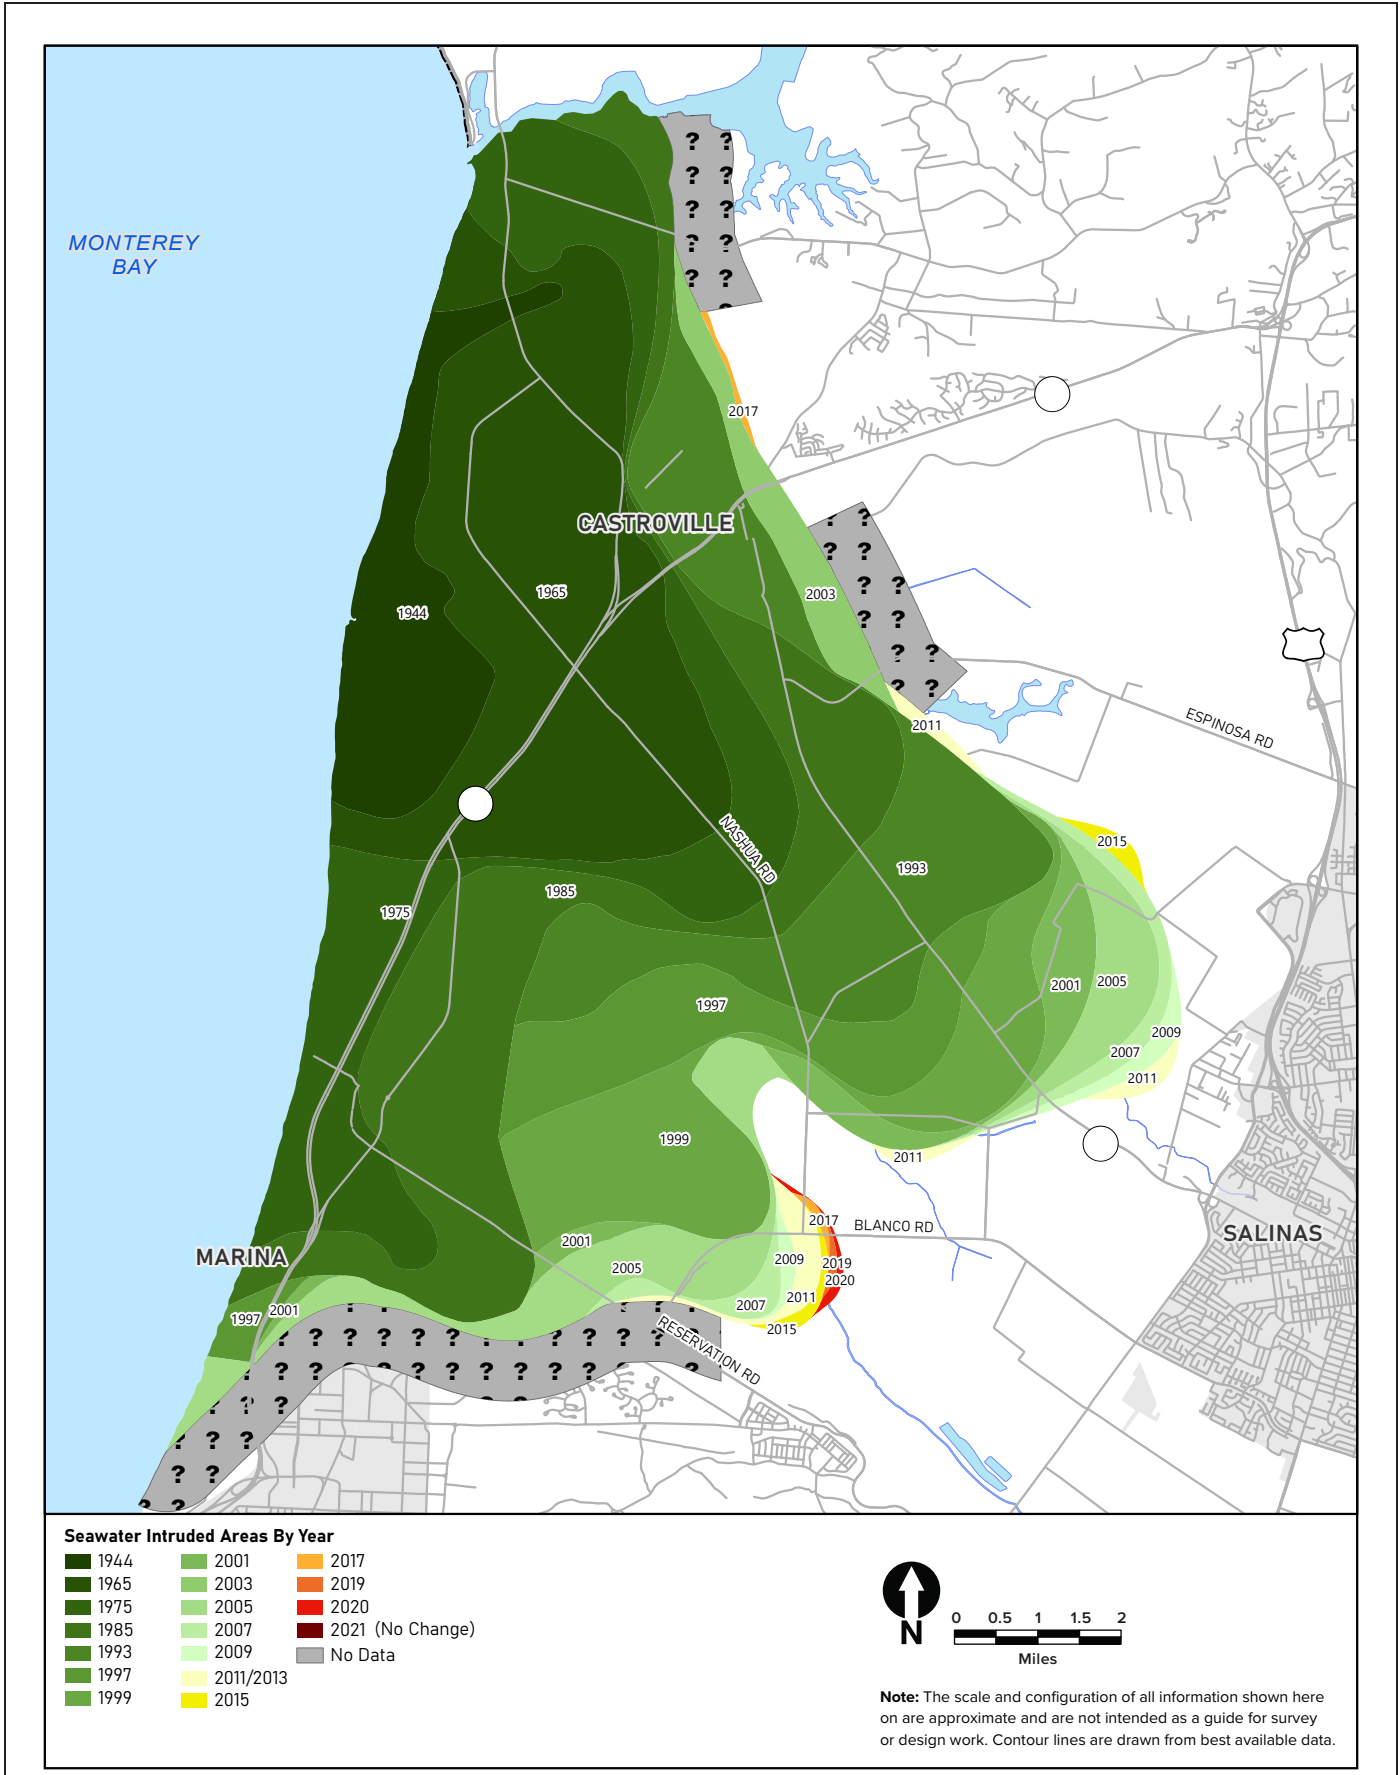 MONTEREY
BAY
2017
CASTROVILLE
1965
2003
1944
2011
ESPINOSA RD
2015
NASHUA RD
1993
1985
1975
2001
2005
1997
2009
2007
2011
1999
2011
2017
BLANCO RD
SALINAS
2001
MARINA
2009
2019
2005
2020
2011
2007
2001
1997
2015
RESERVATION RD
Seawater Intruded Areas By Year
1944
1965
1975
1985
1993
1997
1999
2001
2003
2005
2007
2009
2011/2013
2015
2017
2019
2020
2021 (No Change)
No Data
N
0 0.5 1 1.5 2
Miles
Note: The scale and configuration of all information shown here
on are approximate and are not intended as a guide for survey
or design work. Contour lines are drawn from best available data.